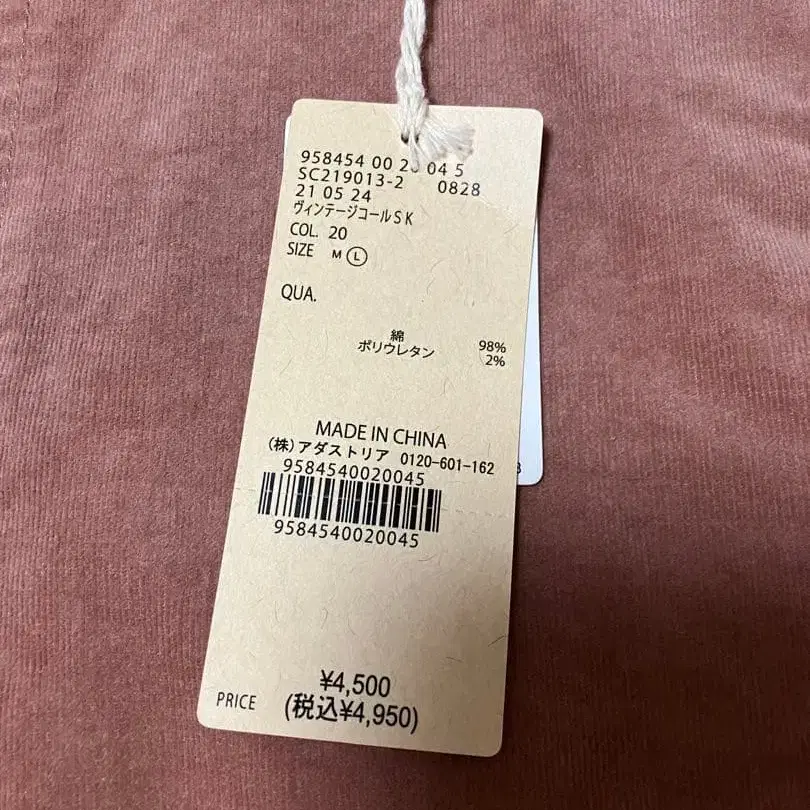 958454 00 20 04 5
SC219013-2 0828
21 05 24
ヴィンテージコールSK
COL. 20
SIZE M L
QUA.
綿 98%
ポリウレタン 2%
MADE IN CHINA
(株)アダストリア 0120-601-162
9584540020045
9584540020045
PRICE ¥4,500
(税込¥4,950)